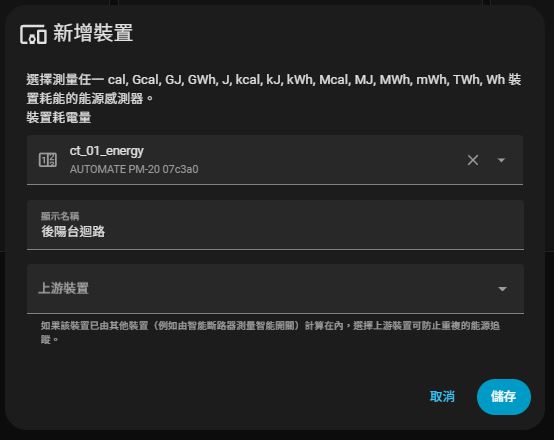 新增裝置
選擇測量任一 cal, Gcal, GJ, GWh, J, kcal, kJ, kWh, Mcal, MJ, MWh, mWh, TWh, Wh 裝
置耗能的能源感測器。
裝置耗電量
ct_01_energy
AUTOMATE PM-20 07c3a0
顯示名稱
後陽台迴路
上游裝置
如果該裝置已由其他裝置（例如由智能斷路器測量智能開關）計算在內，選擇上游裝置可防止重複的能源追
蹤。
取消
儲存